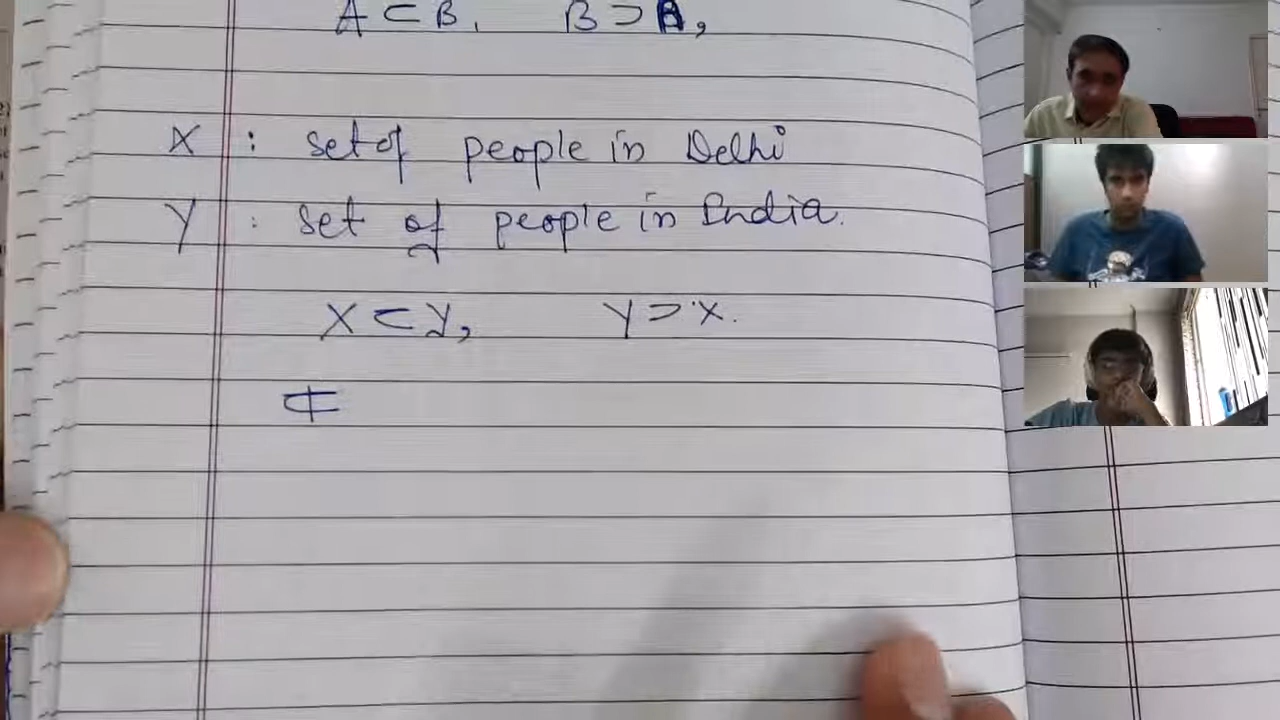 A ⊂ B, B ⊃ A,
X : set of people in Delhi
Y : set of people in India.
X ⊂ Y, Y ⊃ X.
⊄